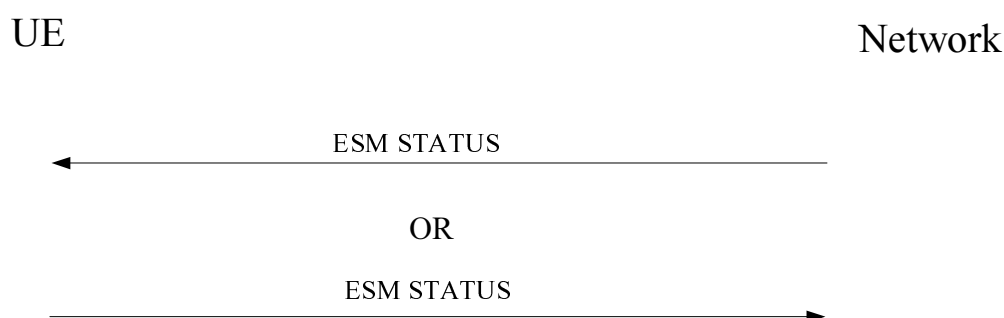 UE
Network
ESM STATUS
OR
ESM STATUS